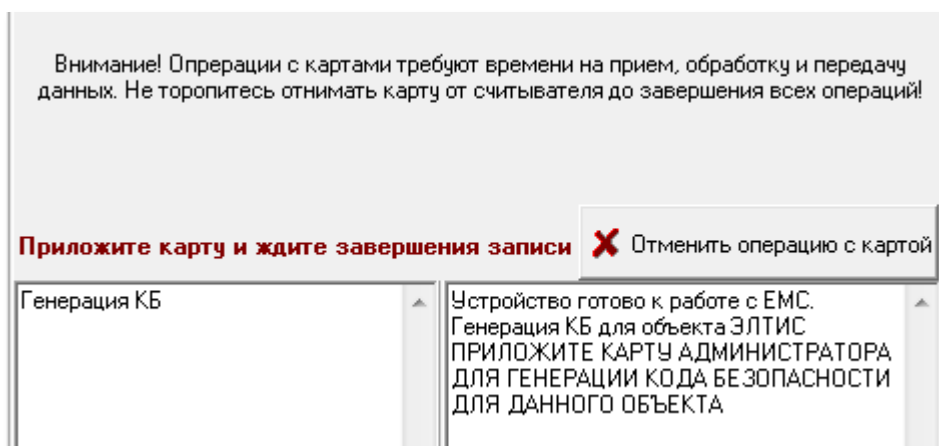 Внимание! Опрерации с картами требуют времени на прием, обработку и передачу
данных. Не торопитесь отнимать карту от считывателя до завершения всех операций!
Приложите карту и ждите завершения записи
Отменить операцию с картой
Генерация КБ
Устройство готово к работе с EMC.
Генерация КБ для объекта ЭЛТИС
ПРИЛОЖИТЕ КАРТУ АДМИНИСТРАТОРА
ДЛЯ ГЕНЕРАЦИИ КОДА БЕЗОПАСНОСТИ
ДЛЯ ДАННОГО ОБЪЕКТА